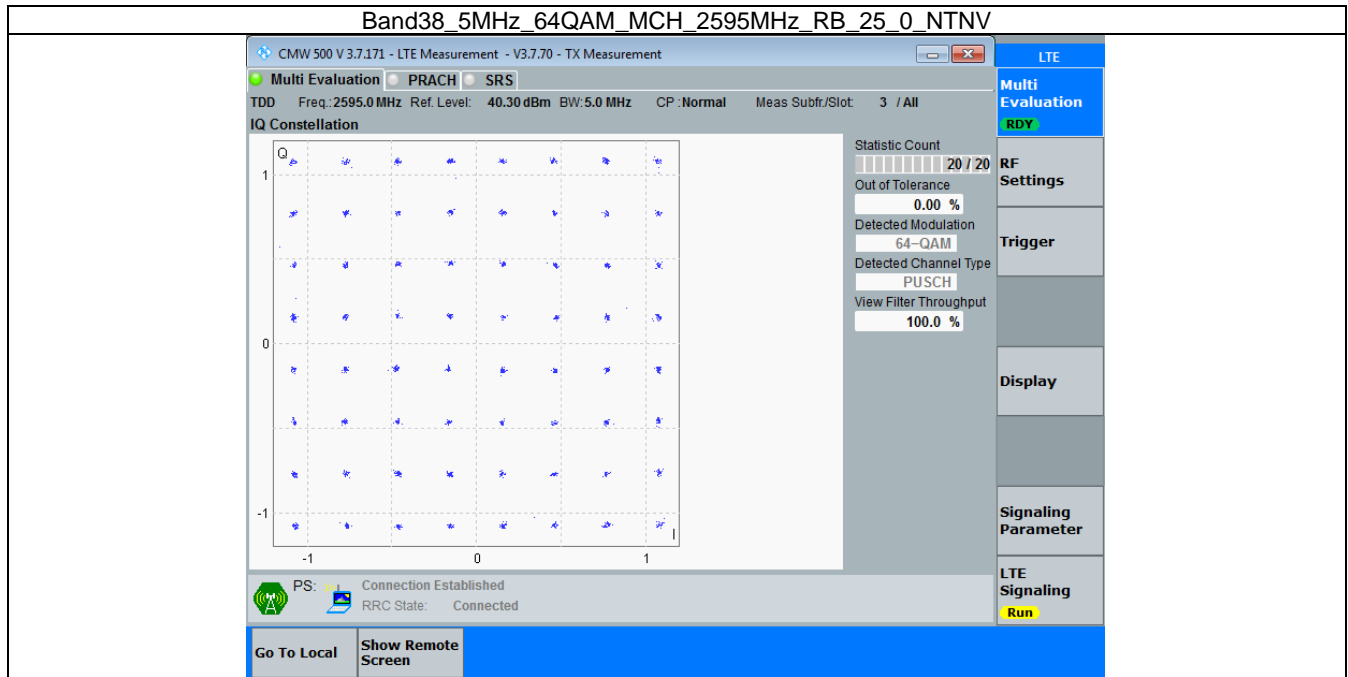 Band38_5MHz_64QAM_MCH_2595MHz_RB_25_0_NTNV
CMW 500 V 3.7.171 - LTE Measurement - V3.7.70 - TX Measurement
LTE
Multi Evaluation PRACH SRS
Multi
Evaluation
RDY
TDD Freq.: 2595.0 MHz Ref. Level: 40.30 dBm BW: 5.0 MHz CP : Normal Meas Subfr./Slot: 3 / All
IQ Constellation
Q
1
0
-1
I
-1 0 1
Statistic Count
20 / 20
Out of Tolerance
0.00 %
Detected Modulation
64-QAM
Detected Channel Type
PUSCH
View Filter Throughput
100.0 %
RF
Settings
Trigger
Display
Signaling
Parameter
LTE
Signaling
Run
PS: Connection Established
RRC State: Connected
Go To Local
Show Remote
Screen